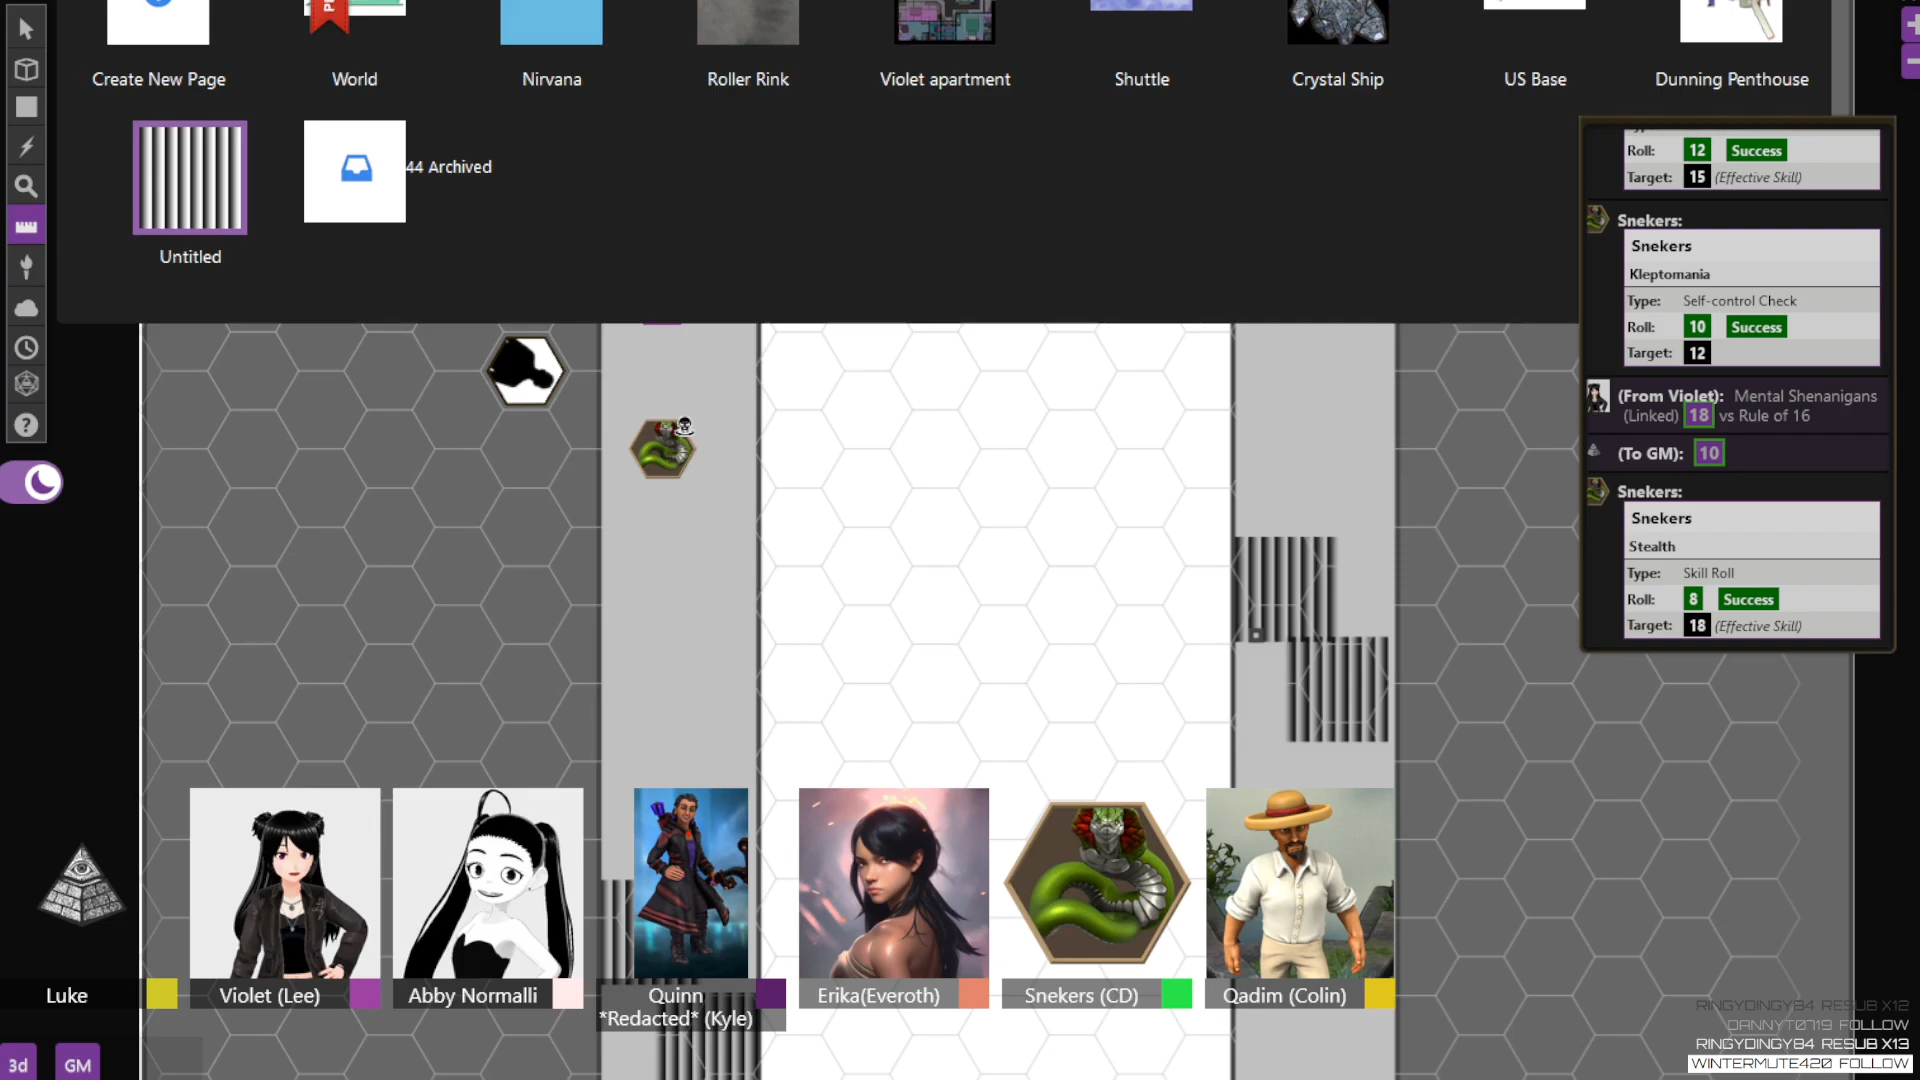 Create New Page
World
Nirvana
Roller Rink
Violet apartment
Shuttle
Crystal Ship
US Base
Dunning Penthouse
Untitled
44 Archived
Roll: 12 Success
Target: 15 (Effective Skill)
Snekers:
Snekers
Kleptomania
Type: Self-control Check
Roll: 10 Success
Target: 12
(From Violet): Mental Shenanigans
(Linked) 18 vs Rule of 16
(To GM): 10
Snekers:
Snekers
Stealth
Type: Skill Roll
Roll: 8 Success
Target: 18 (Effective Skill)
Luke
Violet (Lee)
Abby Normalli
Quinn
*Redacted* (Kyle)
Erika(Everoth)
Snekers (CD)
Qadim (Colin)
3d
GM
RINGYDINGY84 RESUB X12
DANNYT0719 FOLLOW
RINGYDINGY84 RESUB X13
WINTERMUTE420 FOLLOW